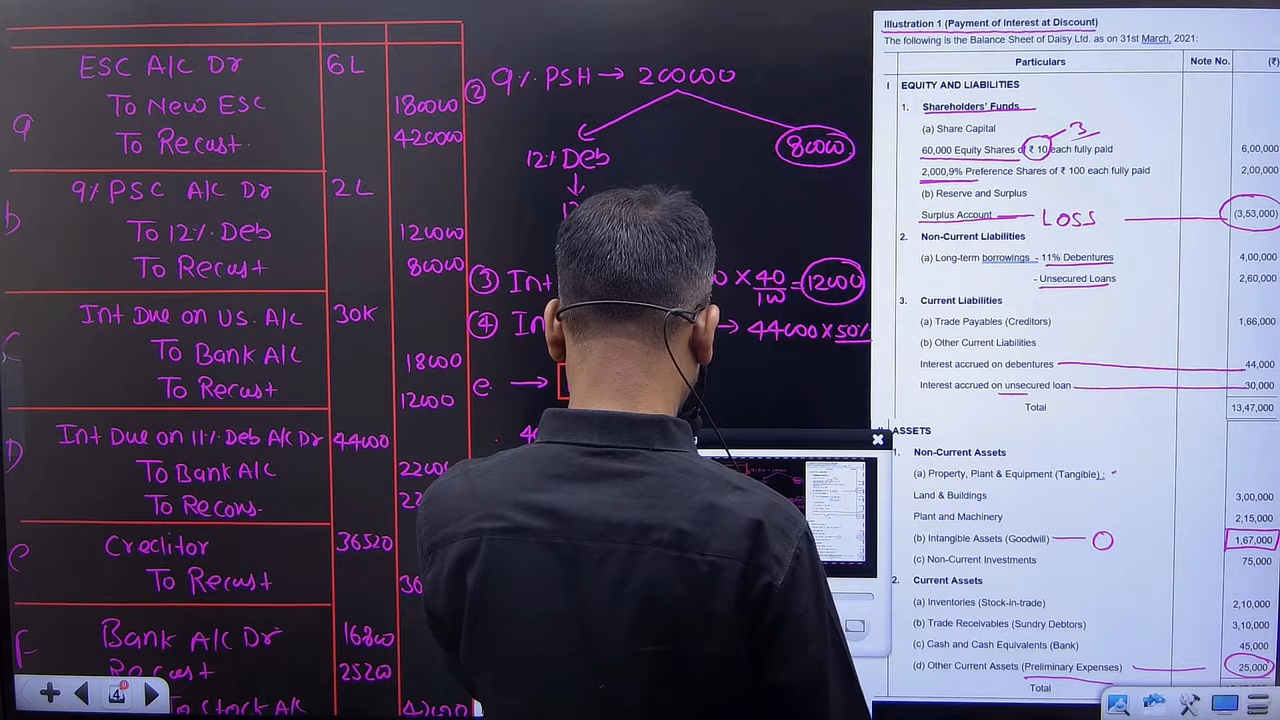 ESC A/C Dr 6L
a To New ESC 180000
To Recust. 420000
b 9% PSC A/C Dr 2L
To 12% Deb 120000
To Recust 80000
Int Due on US. A/C 30K
To Bank A/C 18000
To Recust 12000
D Int Due on 11% Deb A/C Dr 44000
To Bank A/C
To Recons.
36520
To Recust
F Bank A/C Dr 16800
2520
Stock A/C
4
② 9% PSH → 200000
12% Deb 80000
③ Int × 40/100 = 12000
④ → 44000 × 50%
e. →
Illustration 1 (Payment of Interest at Discount)
The following is the Balance Sheet of Daisy Ltd. as on 31st March, 2021:
Particulars Note No. (₹)
I EQUITY AND LIABILITIES
1. Shareholders' Funds
(a) Share Capital 3
60,000 Equity Shares of ₹ 10 each fully paid 6,00,000
2,000,9% Preference Shares of ₹ 100 each fully paid 2,00,000
(b) Reserve and Surplus
Surplus Account LOSS (3,53,000)
2. Non-Current Liabilities
(a) Long-term borrowings - 11% Debentures 4,00,000
- Unsecured Loans 2,60,000
3. Current Liabilities
(a) Trade Payables (Creditors) 1,66,000
(b) Other Current Liabilities
Interest accrued on debentures 44,000
Interest accrued on unsecured loan 30,000
Total 13,47,000
ASSETS
1. Non-Current Assets
(a) Property, Plant & Equipment (Tangible) :
Land & Buildings 3,00,000
Plant and Machinery 2,15,000
(b) Intangible Assets (Goodwill) 1,67,000
(c) Non-Current Investments 75,000
2. Current Assets
(a) Inventories (Stock-in-trade) 2,10,000
(b) Trade Receivables (Sundry Debtors) 3,10,000
(c) Cash and Cash Equivalents (Bank) 45,000
(d) Other Current Assets (Preliminary Expenses) 25,000
Total